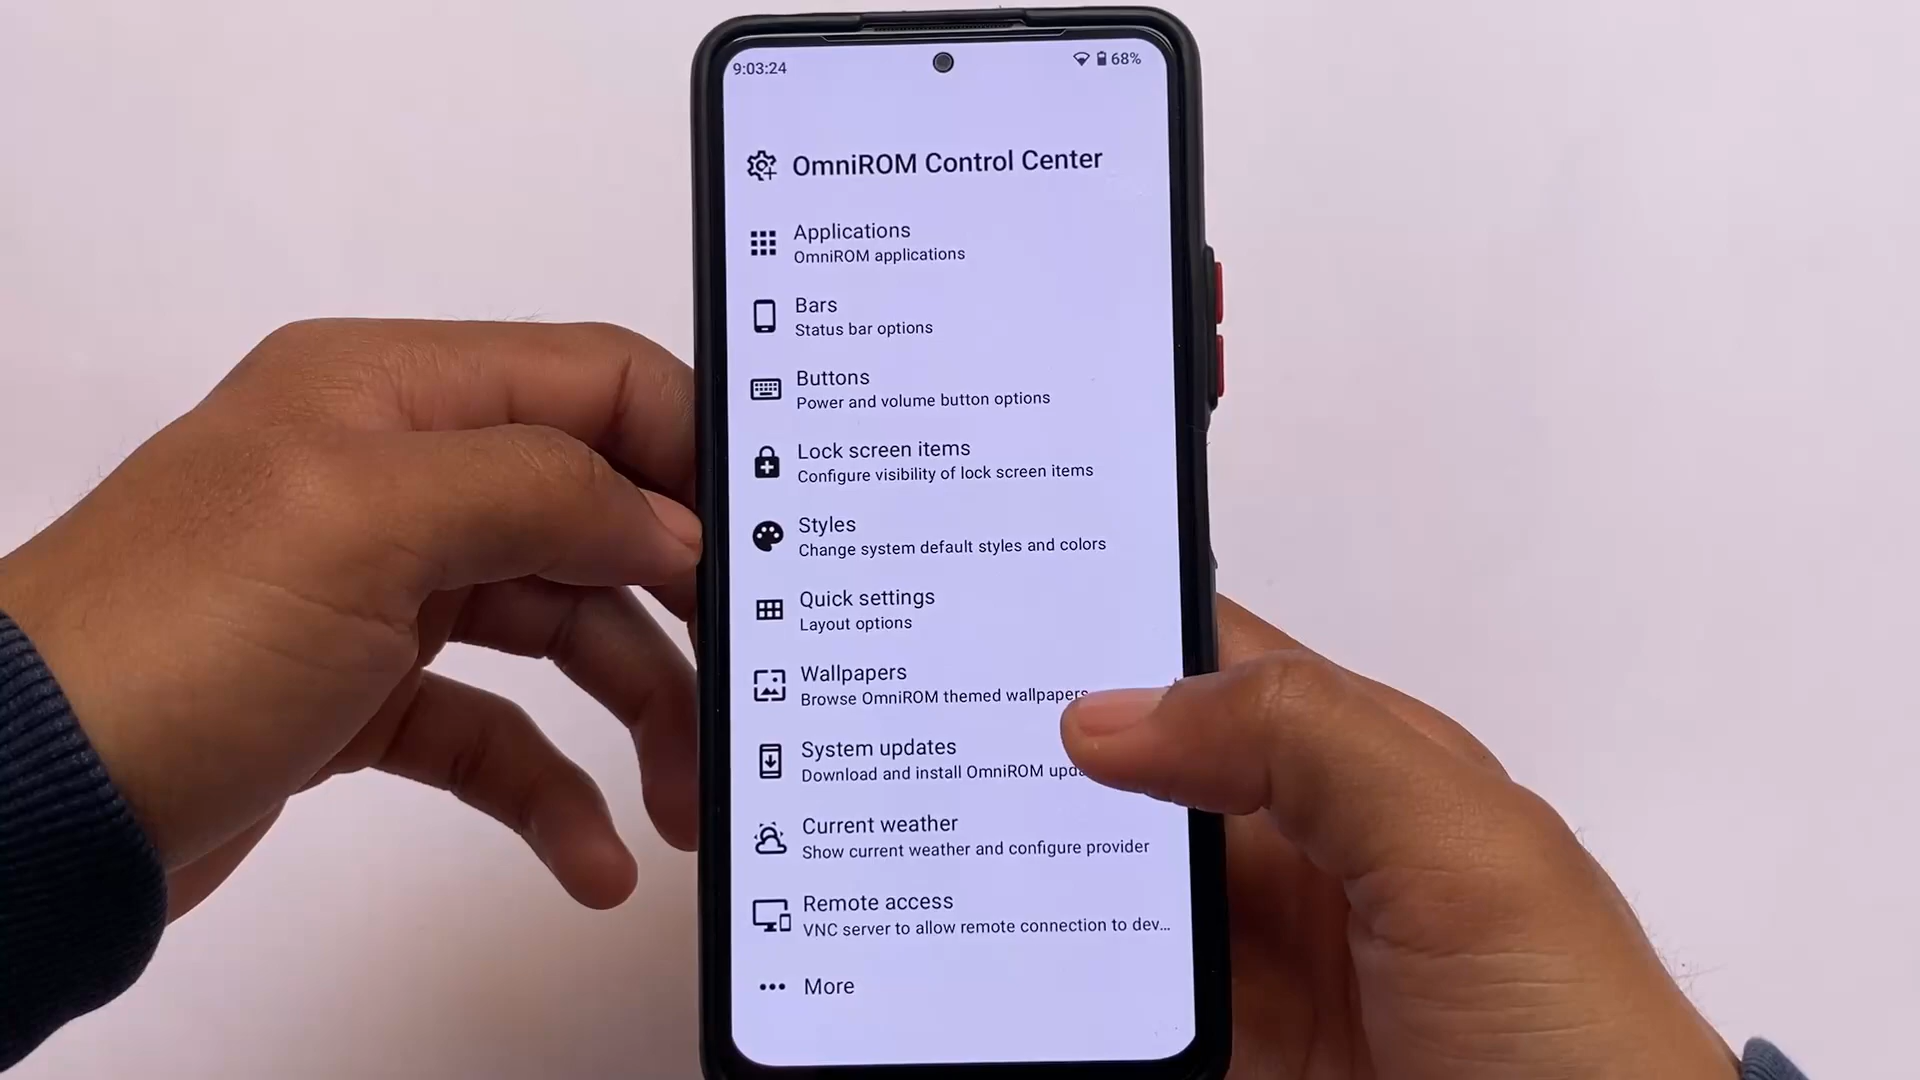 9:03:24
68%
OmniROM Control Center
Applications
OmniROM applications
Bars
Status bar options
Buttons
Power and volume button options
Lock screen items
Configure visibility of lock screen items
Styles
Change system default styles and colors
Quick settings
Layout options
Wallpapers
Browse OmniROM themed wallpapers
System updates
Download and install OmniROM
Current weather
Show current weather and configure provider
Remote access
VNC server to allow remote connection to dev...
More